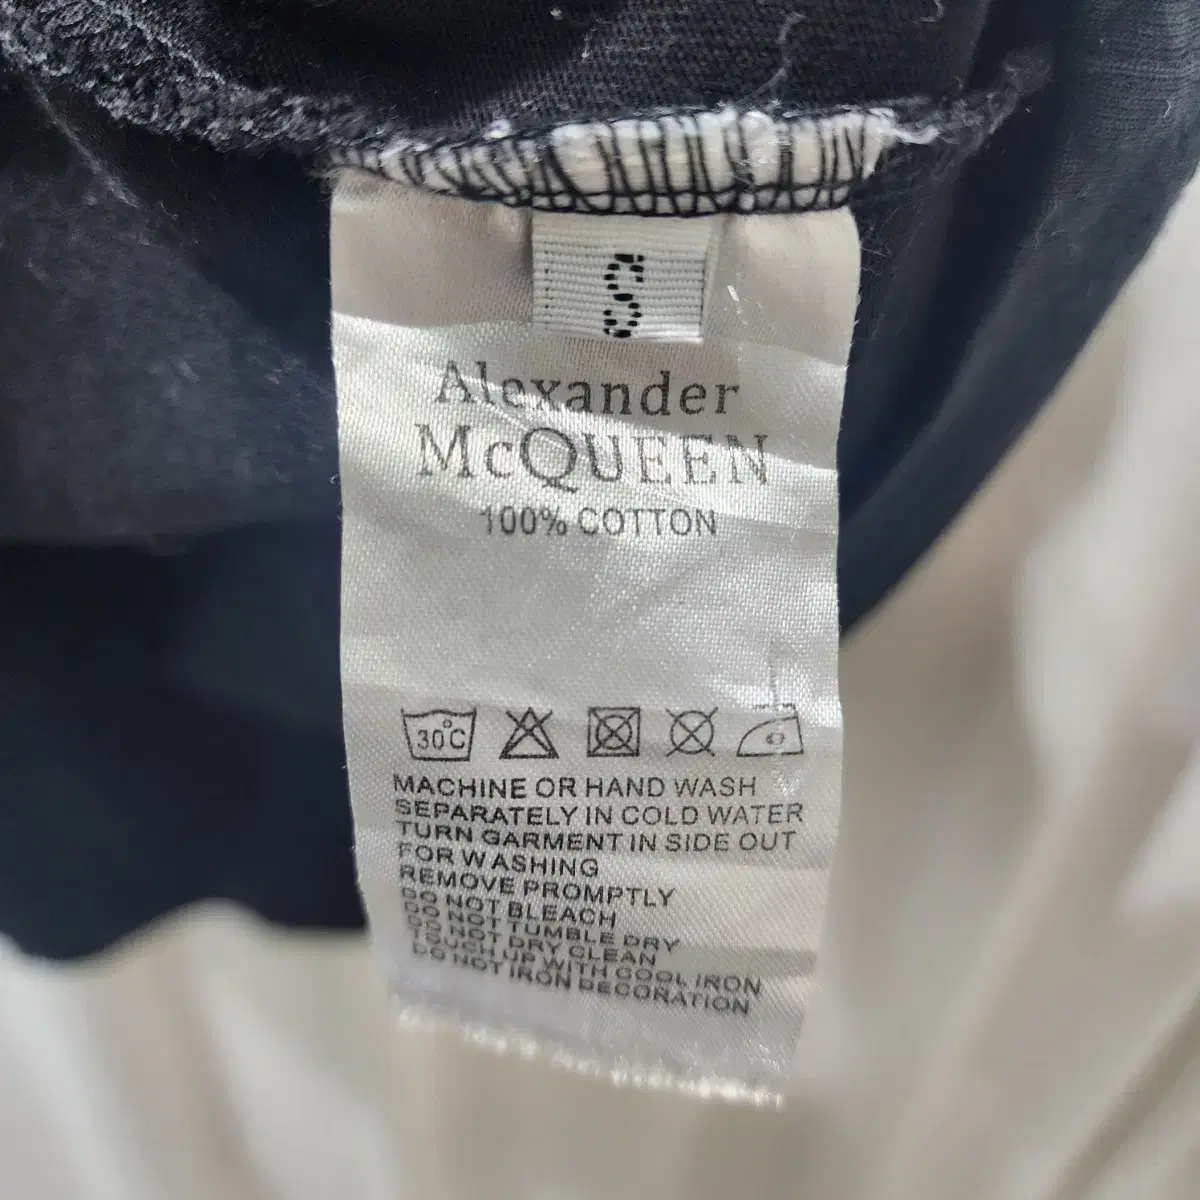 S
Alexander
McQUEEN
100% COTTON
30°C
MACHINE OR HAND WASH
SEPARATELY IN COLD WATER
TURN GARMENT IN SIDE OUT
FOR WASHING
REMOVE PROMPTLY
DO NOT BLEACH
DO NOT TUMBLE DRY
DO NOT DRY CLEAN
TOUCH UP WITH COOL IRON
DO NOT IRON DECORATION